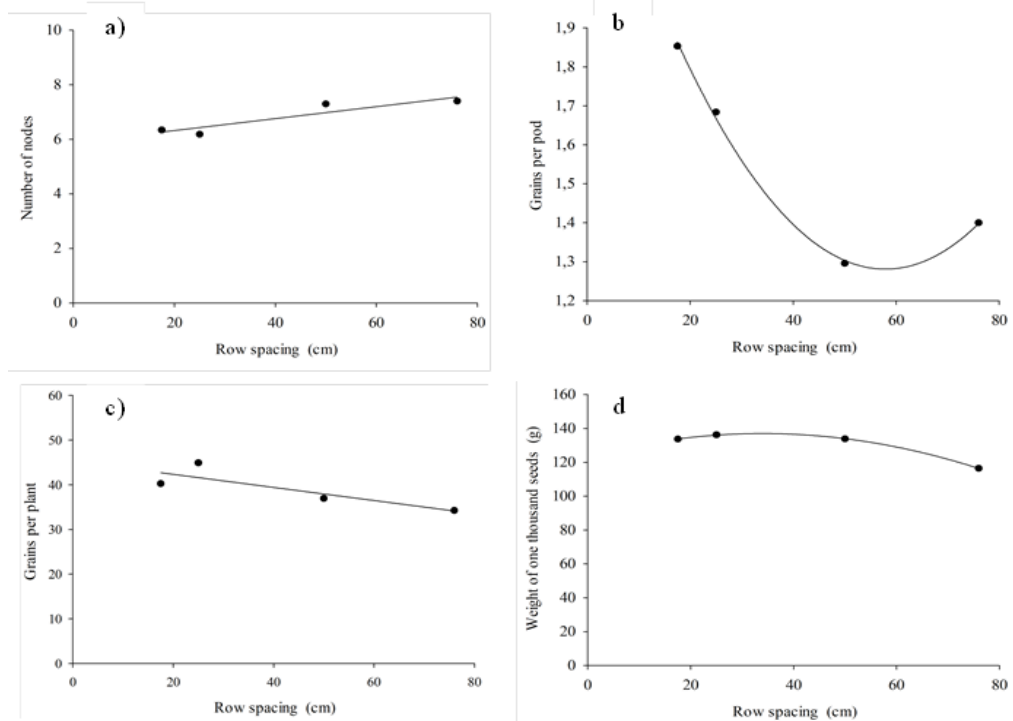 a)
10
8
6
4
2
0
Number of nodes
0 20 40 60 80
Row spacing (cm)
b
1,9
1,8
1,7
1,6
1,5
1,4
1,3
1,2
Grains per pod
0 20 40 60 80
Row spacing (cm)
c)
60
50
40
30
20
10
0
Grains per plant
0 20 40 60 80
Row spacing (cm)
d
160
140
120
100
80
60
40
20
0
Weight of one thousand seeds (g)
0 20 40 60 80
Row spacing (cm)